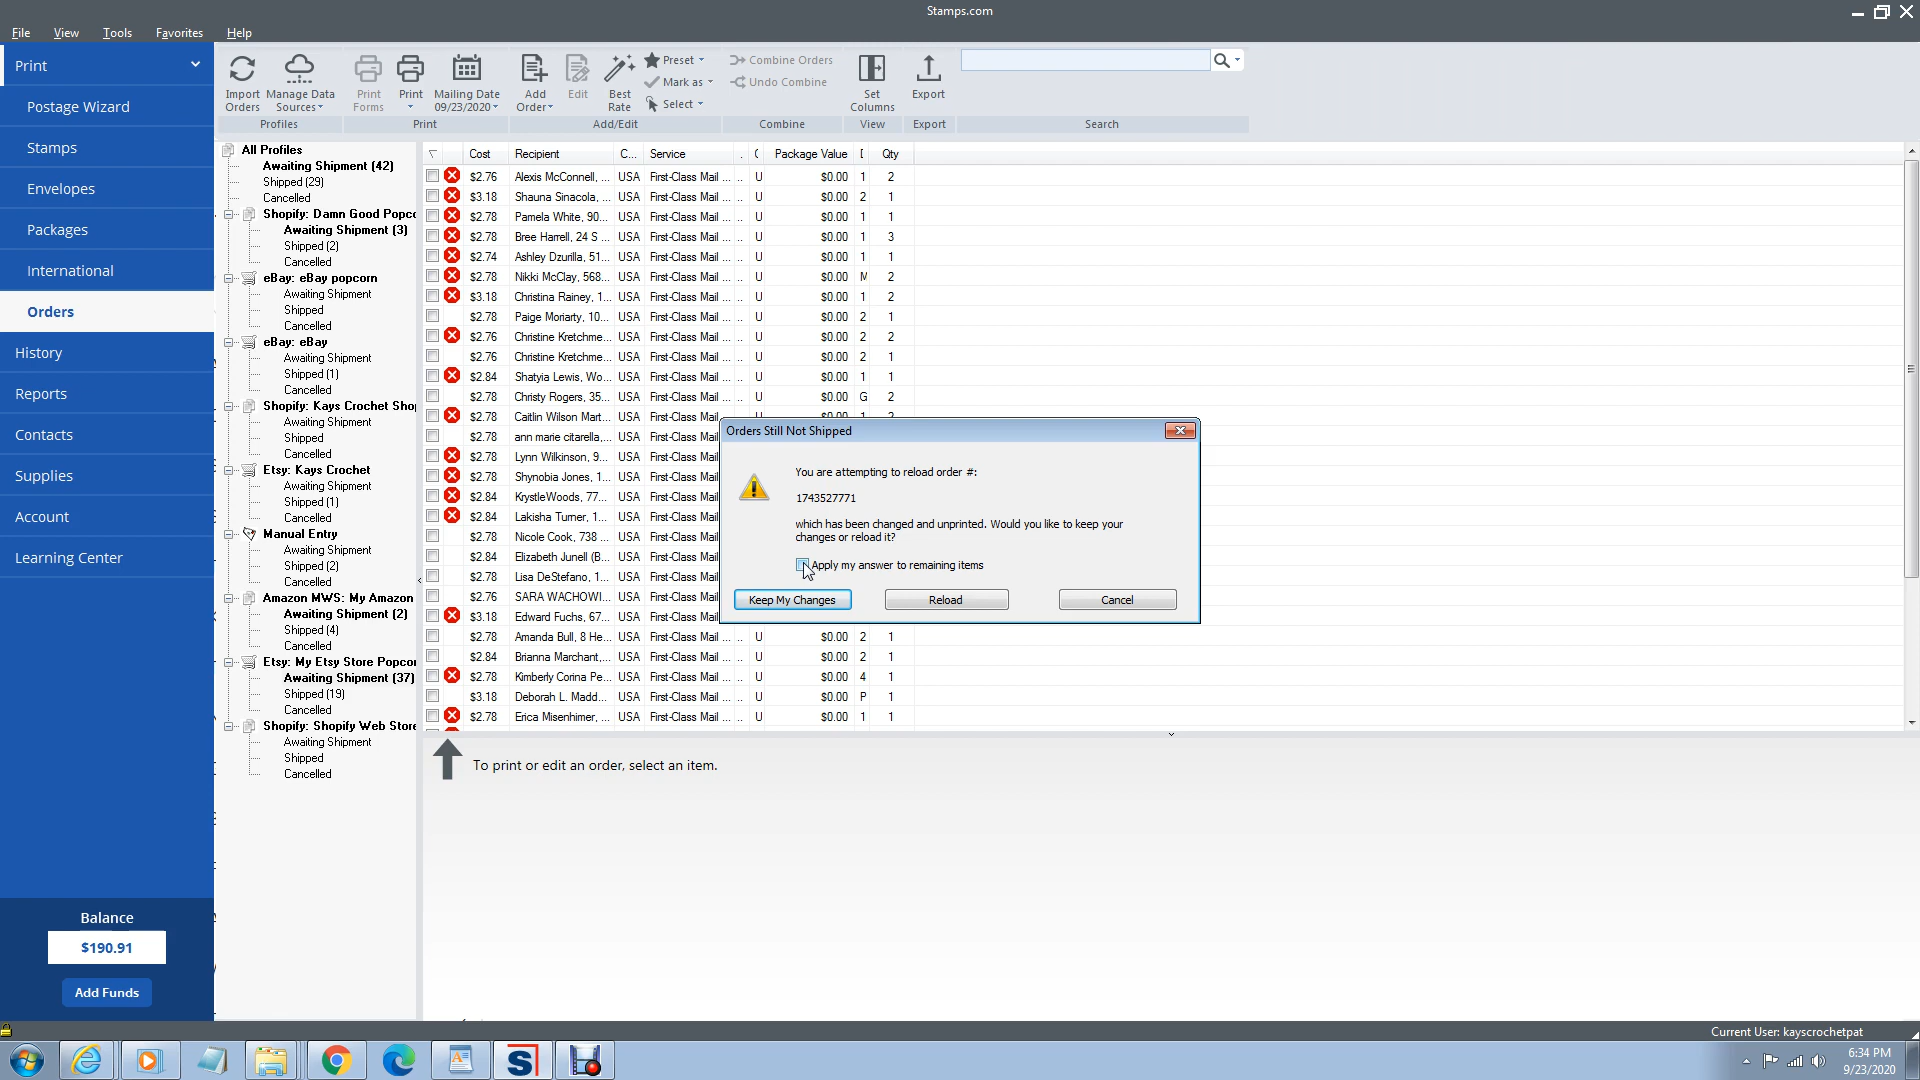 Stamps.com
File View Tools Favorites Help
Print
Postage Wizard
Stamps
Envelopes
Packages
International
Orders
History
Reports
Contacts
Supplies
Account
Learning Center
Balance
$190.91
Add Funds
Import Orders
Manage Data Sources
Profiles
Print Forms
Print
Mailing Date 09/23/2020
Print
Add Order
Edit
Best Rate
Preset
Mark as
Select
Add/Edit
Combine Orders
Undo Combine
Combine
Set Columns
View
Export
Export
Search
All Profiles
Awaiting Shipment (42)
Shipped (29)
Cancelled
Shopify: Damn Good Popco
Awaiting Shipment (3)
Shipped (2)
Cancelled
eBay: eBay popcorn
Awaiting Shipment
Shipped
Cancelled
eBay: eBay
Awaiting Shipment
Shipped (1)
Cancelled
Shopify: Kays Crochet Shop
Awaiting Shipment
Shipped
Cancelled
Etsy: Kays Crochet
Awaiting Shipment
Shipped (1)
Cancelled
Manual Entry
Awaiting Shipment
Shipped (2)
Cancelled
Amazon MWS: My Amazon
Awaiting Shipment (2)
Shipped (4)
Cancelled
Etsy: My Etsy Store Popcor
Awaiting Shipment (37)
Shipped (19)
Cancelled
Shopify: Shopify Web Store
Awaiting Shipment
Shipped
Cancelled
Cost Recipient C... Service . Package Value Qty
$2.76 Alexis McConnell, ... USA First-Class Mail ... .. U $0.00 1 2
$3.18 Shauna Sinacola, ... USA First-Class Mail ... .. U $0.00 2 1
$2.78 Pamela White, 90... USA First-Class Mail ... .. U $0.00 1 1
$2.78 Bree Harrell, 24 S ... USA First-Class Mail ... .. U $0.00 1 3
$2.74 Ashley Dzurilla, 51... USA First-Class Mail ... .. U $0.00 1 1
$2.78 Nikki McClay, 568... USA First-Class Mail ... .. U $0.00 M 2
$3.18 Christina Rainey, 1... USA First-Class Mail ... .. U $0.00 1 2
$2.78 Paige Moriarty, 10... USA First-Class Mail ... .. U $0.00 2 1
$2.76 Christine Kretchme... USA First-Class Mail ... .. U $0.00 2 2
$2.76 Christine Kretchme... USA First-Class Mail ... .. U $0.00 2 1
$2.84 Shatyia Lewis, Wo... USA First-Class Mail ... .. U $0.00 1 1
$2.78 Christy Rogers, 35... USA First-Class Mail ... .. U $0.00 G 2
$2.78 Caitlin Wilson Mart... USA First-Class Mail ... .. U $0.00 1 2
$2.78 ann marie citarella,... USA First-Class Mail
$2.78 Lynn Wilkinson, 9... USA First-Class Mail
$2.78 Shynobia Jones, 1... USA First-Class Mail
$2.84 KrystleWoods, 77... USA First-Class Mail
$2.84 Lakisha Turner, 1... USA First-Class Mail
$2.78 Nicole Cook, 738 ... USA First-Class Mail
$2.84 Elizabeth Junell (B... USA First-Class Mail
$2.78 Lisa DeStefano, 1... USA First-Class Mail
$2.76 SARA WACHOWI... USA First-Class Mail
$3.18 Edward Fuchs, 67... USA First-Class Mail
$2.78 Amanda Bull, 8 He... USA First-Class Mail ... .. U $0.00 2 1
$2.84 Brianna Marchant,... USA First-Class Mail ... .. U $0.00 2 1
$2.78 Kimberly Corina Pe... USA First-Class Mail ... .. U $0.00 4 1
$3.18 Deborah L. Madd... USA First-Class Mail ... .. U $0.00 P 1
$2.78 Erica Misenhimer, ... USA First-Class Mail ... .. U $0.00 1 1
Orders Still Not Shipped
You are attempting to reload order #:
1743527771
which has been changed and unprinted. Would you like to keep your
changes or reload it?
Apply my answer to remaining items
Keep My Changes Reload Cancel
To print or edit an order, select an item.
Current User: kayscrochetpat
6:34 PM
9/23/2020